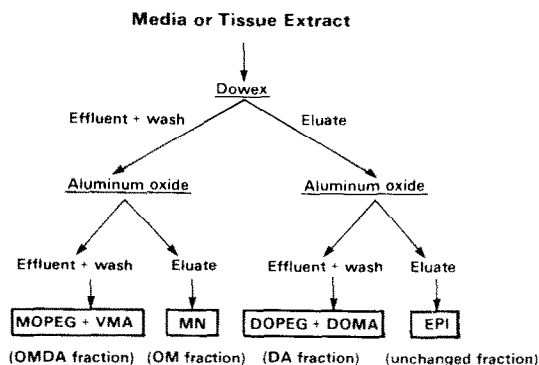 Media or Tissue Extract
Dowex
Effluent + wash Eluate
Aluminum oxide Aluminum oxide
Effluent + wash Eluate Effluent + wash Eluate
MOPEG + VMA MN DOPEG + DOMA EPI
(OMDA fraction) (OM fraction) (DA fraction) (unchanged fraction)